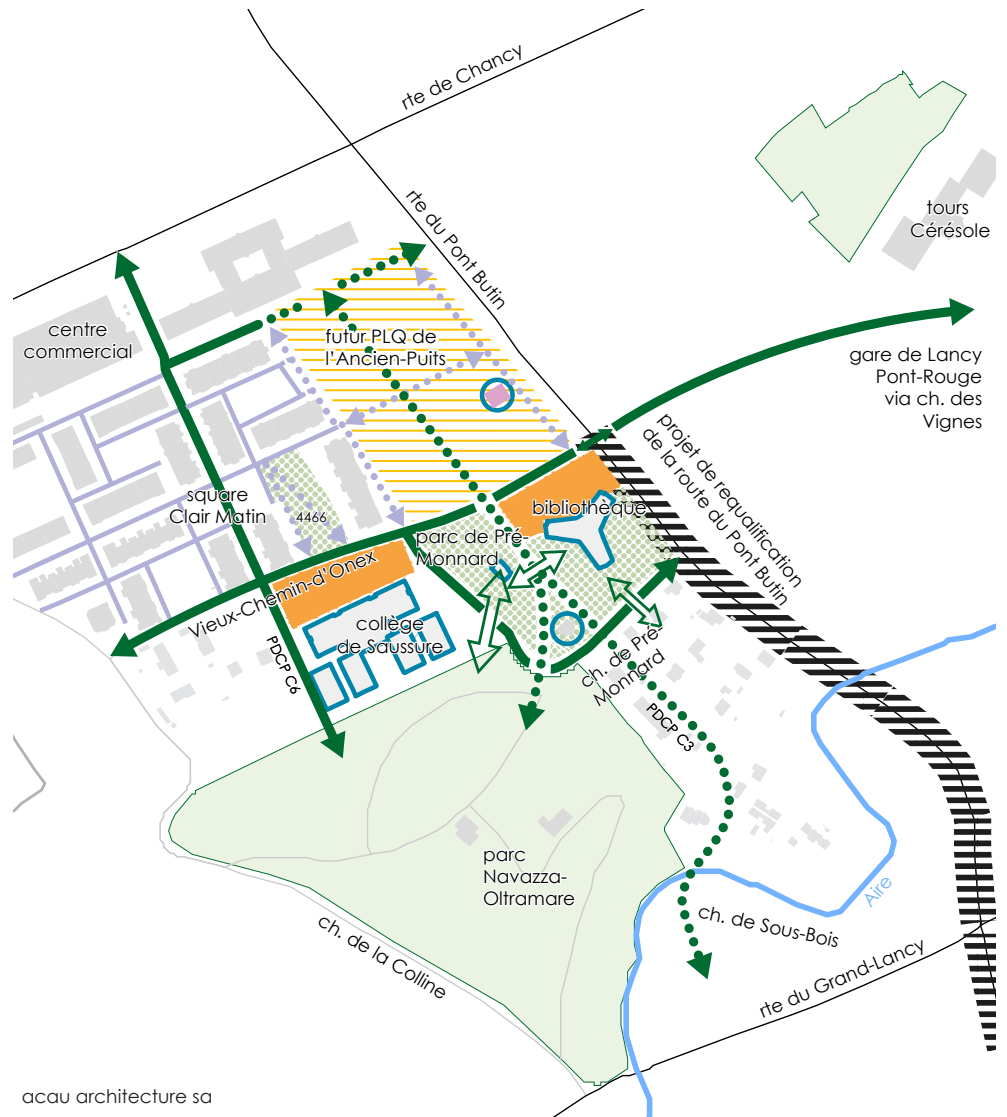 rte de Chancy
rte du Pont Butin
tours
Cérésole
centre
commercial
futur PLQ de
l'Ancien-Puits
gare de Lancy
Pont-Rouge
via ch. des
Vignes
projet de requalification
de la route du Pont Butin
square
Clair Matin
4466
bibliothèque
parc de Pré-
Monnard
Vieux-Chemin-d'Onex
collège
de Saussure
PDCP C6
ch. de Pré-
Monnard
PDCP C3
parc
Navazza-
Oltramare
Aire
ch. de Sous-Bois
ch. de la Colline
rte du Grand-Lancy
acau architecture sa